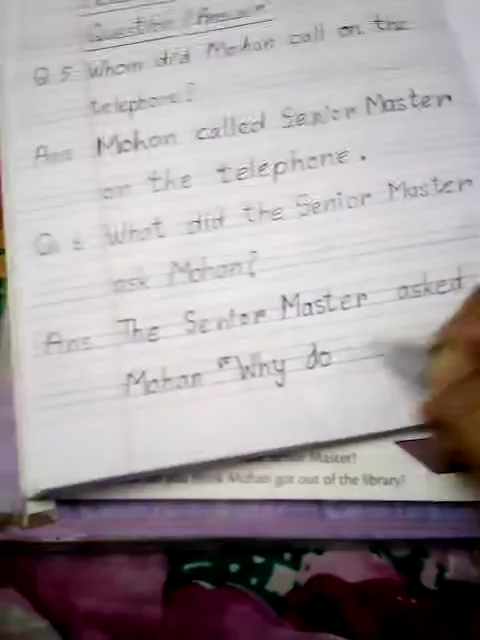 Question / Answer"
Q 5 Whom did Mohan call on the
telephone?
Ans Mohan called Senior Master
on the telephone.
Q 6 What did the Senior Master
ask Mohan?
Ans The Senior Master asked
Mohan "Why do
Master?
think Mohan got out of the library?